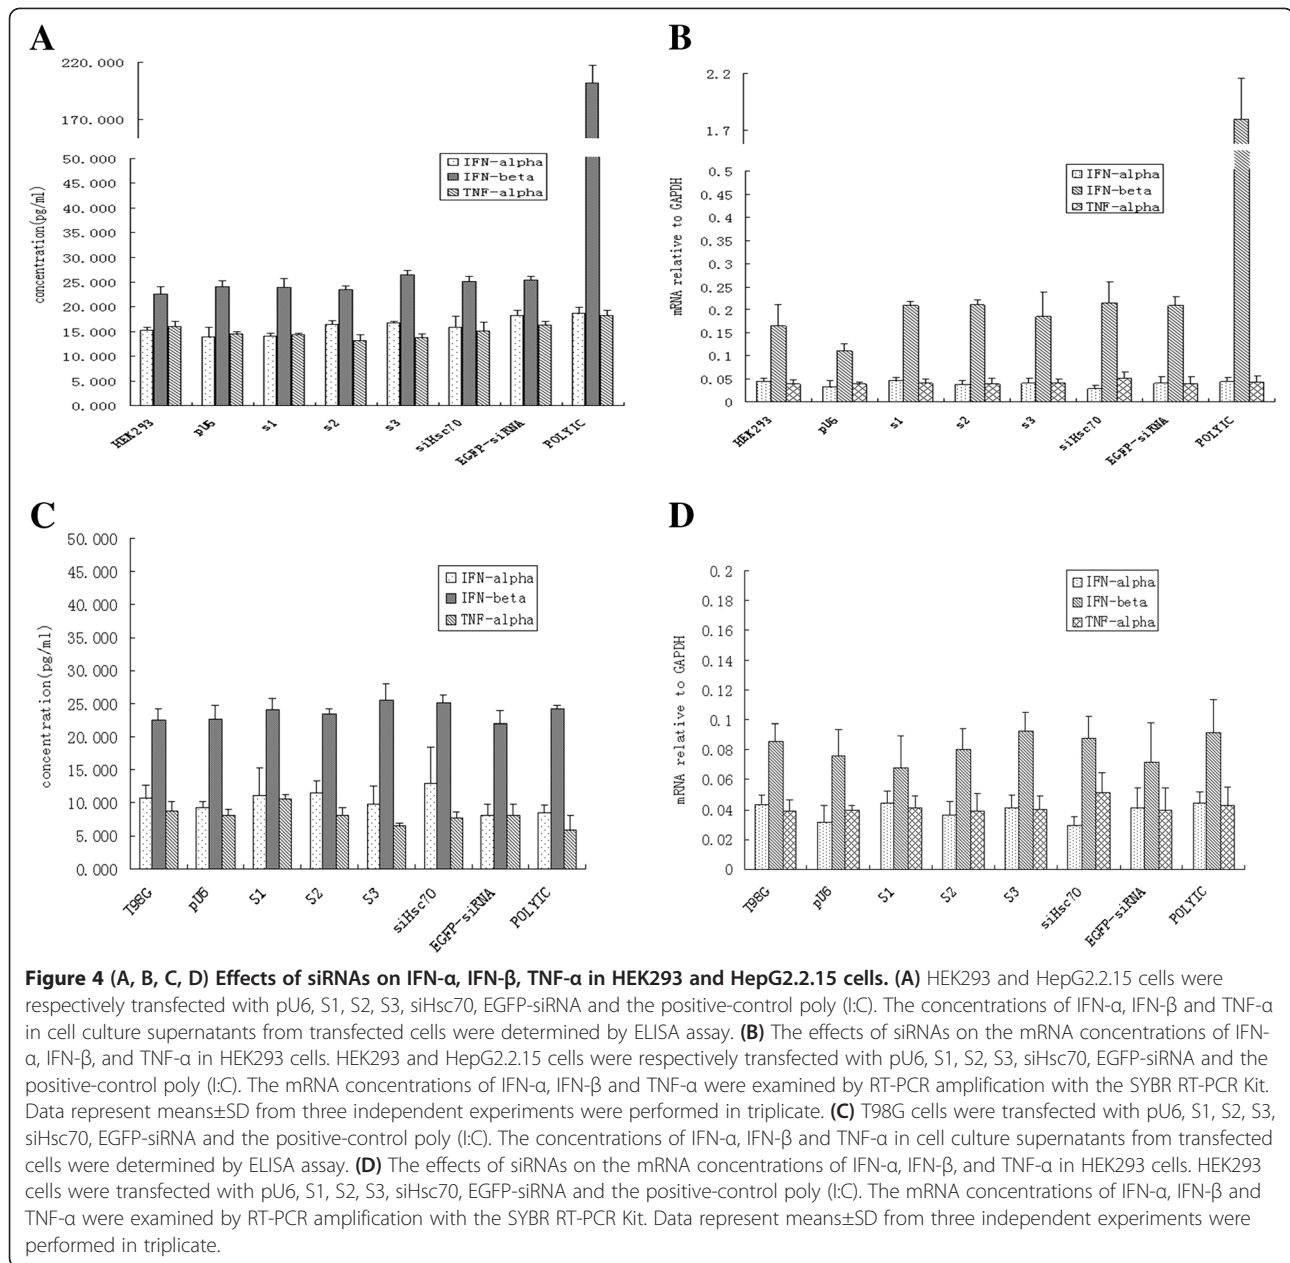 A
220.000
170.000
50.000
45.000
40.000
35.000
30.000
25.000
20.000
15.000
10.000
5.000
0.000
concentration(pg/ml)
IFN-alpha
IFN-beta
TNF-alpha
HEK293
pU6
s1
s2
s3
siHsc70
EGFP-siRNA
POLYIC
B
2.2
1.7
0.5
0.45
0.4
0.35
0.3
0.25
0.2
0.15
0.1
0.05
0
mRNA relative to GAPDH
IFN-alpha
IFN-beta
TNF-alpha
HEK293
pU6
s1
s2
s3
siHsc70
EGFP-siRNA
POLYIC
C
50.000
45.000
40.000
35.000
30.000
25.000
20.000
15.000
10.000
5.000
0.000
concentration(pg/ml)
IFN-alpha
IFN-beta
TNF-alpha
T98G
pU6
S1
S2
S3
siHsc70
EGFP-siRNA
POLYIC
D
0.2
0.18
0.16
0.14
0.12
0.1
0.08
0.06
0.04
0.02
0
mRNA relative to GAPDH
IFN-alpha
IFN-beta
TNF-alpha
T98G
pU6
S1
S2
S3
siHsc70
EGFP-siRNA
POLYIC
Figure 4 (A, B, C, D) Effects of siRNAs on IFN-α, IFN-β, TNF-α in HEK293 and HepG2.2.15 cells. (A) HEK293 and HepG2.2.15 cells were
respectively transfected with pU6, S1, S2, S3, siHsc70, EGFP-siRNA and the positive-control poly (I:C). The concentrations of IFN-α, IFN-β and TNF-α
in cell culture supernatants from transfected cells were determined by ELISA assay. (B) The effects of siRNAs on the mRNA concentrations of IFN-
α, IFN-β, and TNF-α in HEK293 cells. HEK293 and HepG2.2.15 cells were respectively transfected with pU6, S1, S2, S3, siHsc70, EGFP-siRNA and the
positive-control poly (I:C). The mRNA concentrations of IFN-α, IFN-β and TNF-α were examined by RT-PCR amplification with the SYBR RT-PCR Kit.
Data represent means±SD from three independent experiments were performed in triplicate. (C) T98G cells were transfected with pU6, S1, S2, S3,
siHsc70, EGFP-siRNA and the positive-control poly (I:C). The concentrations of IFN-α, IFN-β and TNF-α in cell culture supernatants from transfected
cells were determined by ELISA assay. (D) The effects of siRNAs on the mRNA concentrations of IFN-α, IFN-β, and TNF-α in HEK293 cells. HEK293
cells were transfected with pU6, S1, S2, S3, siHsc70, EGFP-siRNA and the positive-control poly (I:C). The mRNA concentrations of IFN-α, IFN-β and
TNF-α were examined by RT-PCR amplification with the SYBR RT-PCR Kit. Data represent means±SD from three independent experiments were
performed in triplicate.